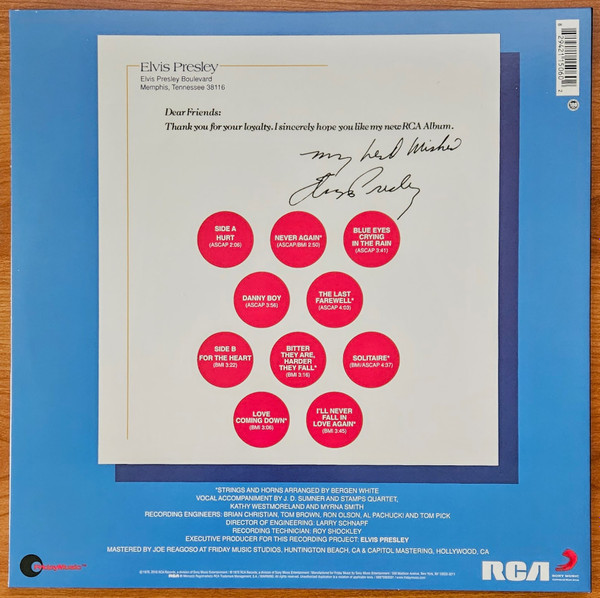 8 29421 15060 2
Elvis Presley
Elvis Presley Boulevard
Memphis, Tennessee 38116
Dear Friends:
Thank you for your loyalty. I sincerely hope you like my new RCA Album.
my best wishes
Elvis Presley
SIDE A
HURT
(ASCAP 2:06)
NEVER AGAIN*
(ASCAP/BMI 2:50)
BLUE EYES
CRYING
IN THE RAIN
(ASCAP 3:41)
DANNY BOY
(ASCAP 3:56)
THE LAST
FAREWELL*
(ASCAP 4:03)
SIDE B
FOR THE HEART
(BMI 3:22)
BITTER
THEY ARE,
HARDER
THEY FALL*
(BMI 3:16)
SOLITAIRE*
(BMI/ASCAP 4:37)
LOVE
COMING DOWN*
(BMI 3:06)
I'LL NEVER
FALL IN
LOVE AGAIN*
(BMI 3:45)
*STRINGS AND HORNS ARRANGED BY BERGEN WHITE
VOCAL ACCOMPANIMENT BY J. D. SUMNER AND STAMPS QUARTET,
KATHY WESTMORELAND AND MYRNA SMITH
RECORDING ENGINEERS: BRIAN CHRISTIAN, TOM BROWN, RON OLSON, AL PACHUCKI AND TOM PICK
DIRECTOR OF ENGINEERING: LARRY SCHNAPF
RECORDING TECHNICIAN: ROY SHOCKLEY
EXECUTIVE PRODUCER FOR THIS RECORDING PROJECT: ELVIS PRESLEY
MASTERED BY JOE REAGOSO AT FRIDAY MUSIC STUDIOS, HUNTINGTON BEACH, CA & CAPITOL MASTERING, HOLLYWOOD, CA
fridayMusic™
RCA
SONY MUSIC